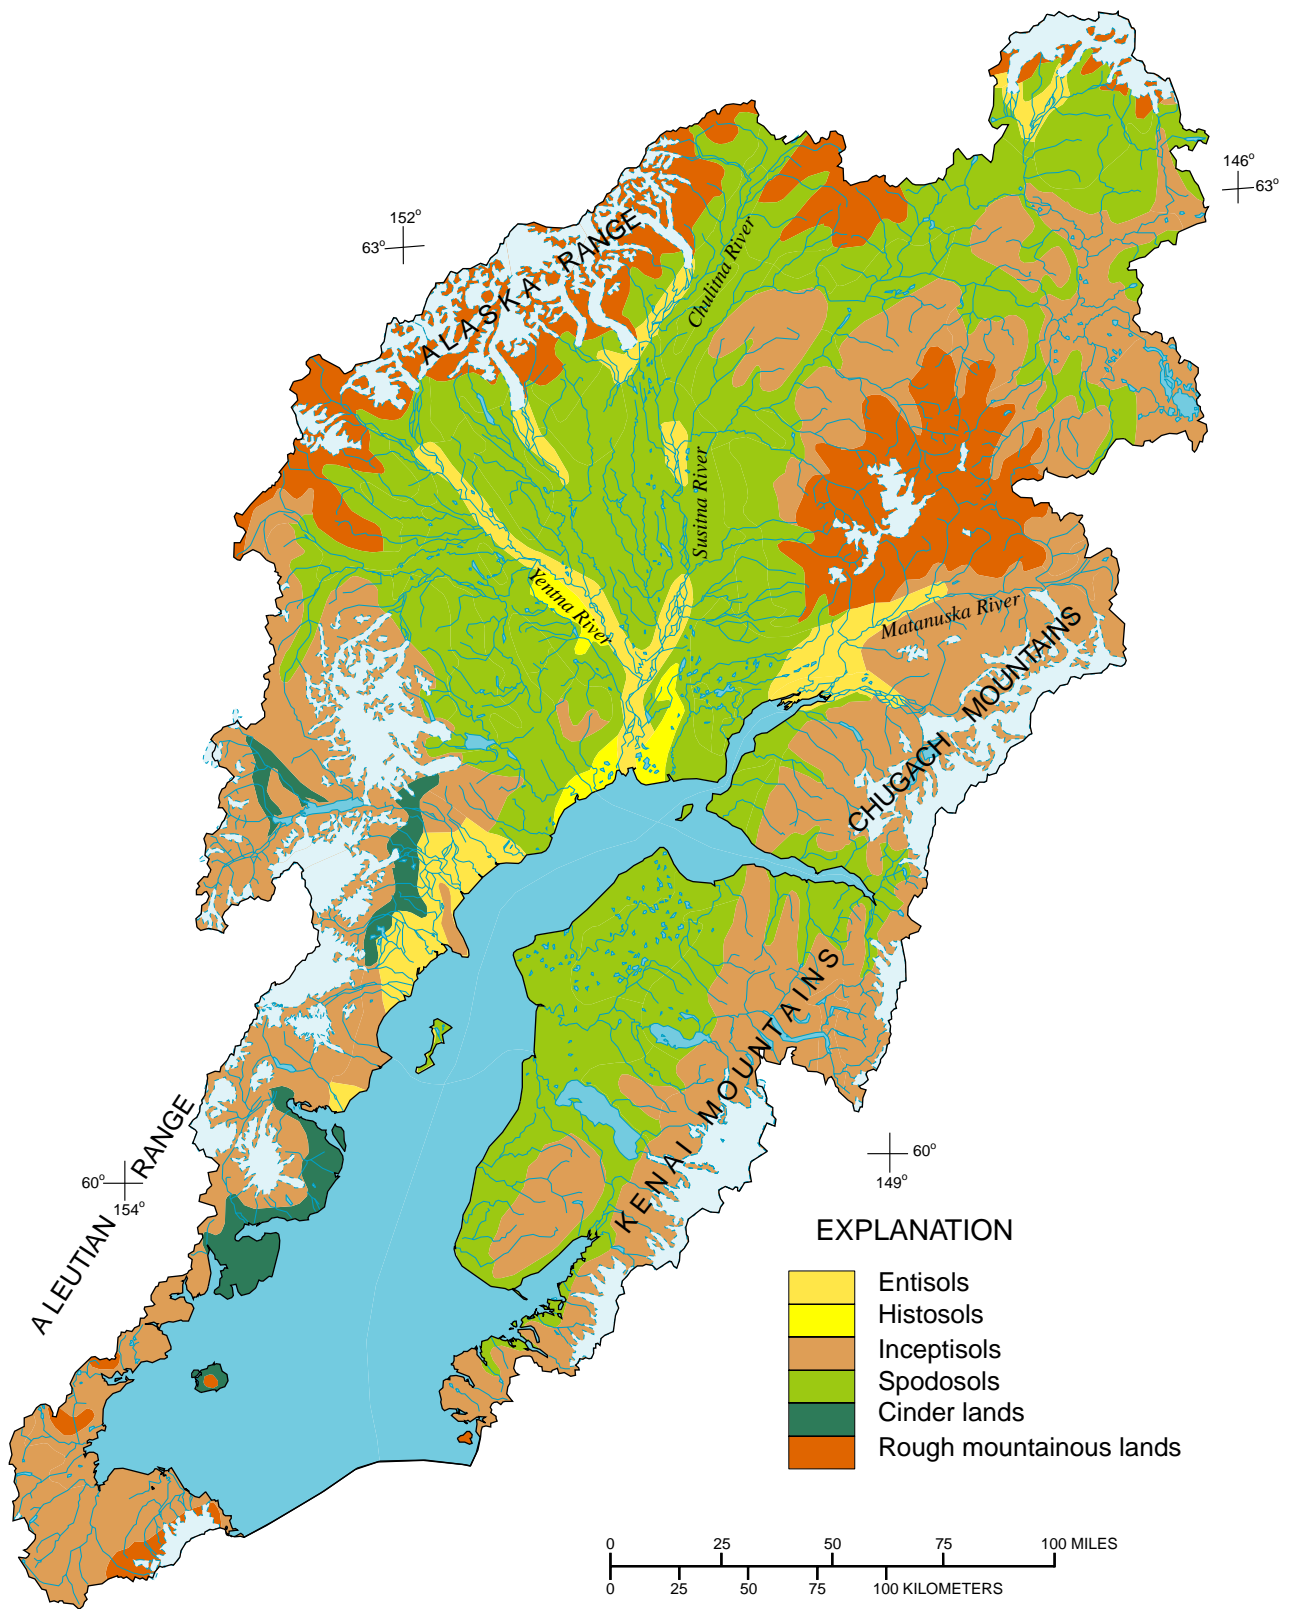 146°
63°
152°
63°
ALASKA RANGE
Chulitna River
Susitna River
Yentna River
Matanuska River
CHUGACH MOUNTAINS
KENAI MOUNTAINS
ALEUTIAN RANGE
60°
154°
60°
149°
EXPLANATION
Entisols
Histosols
Inceptisols
Spodosols
Cinder lands
Rough mountainous lands
0 25 50 75 100 MILES
0 25 50 75 100 KILOMETERS